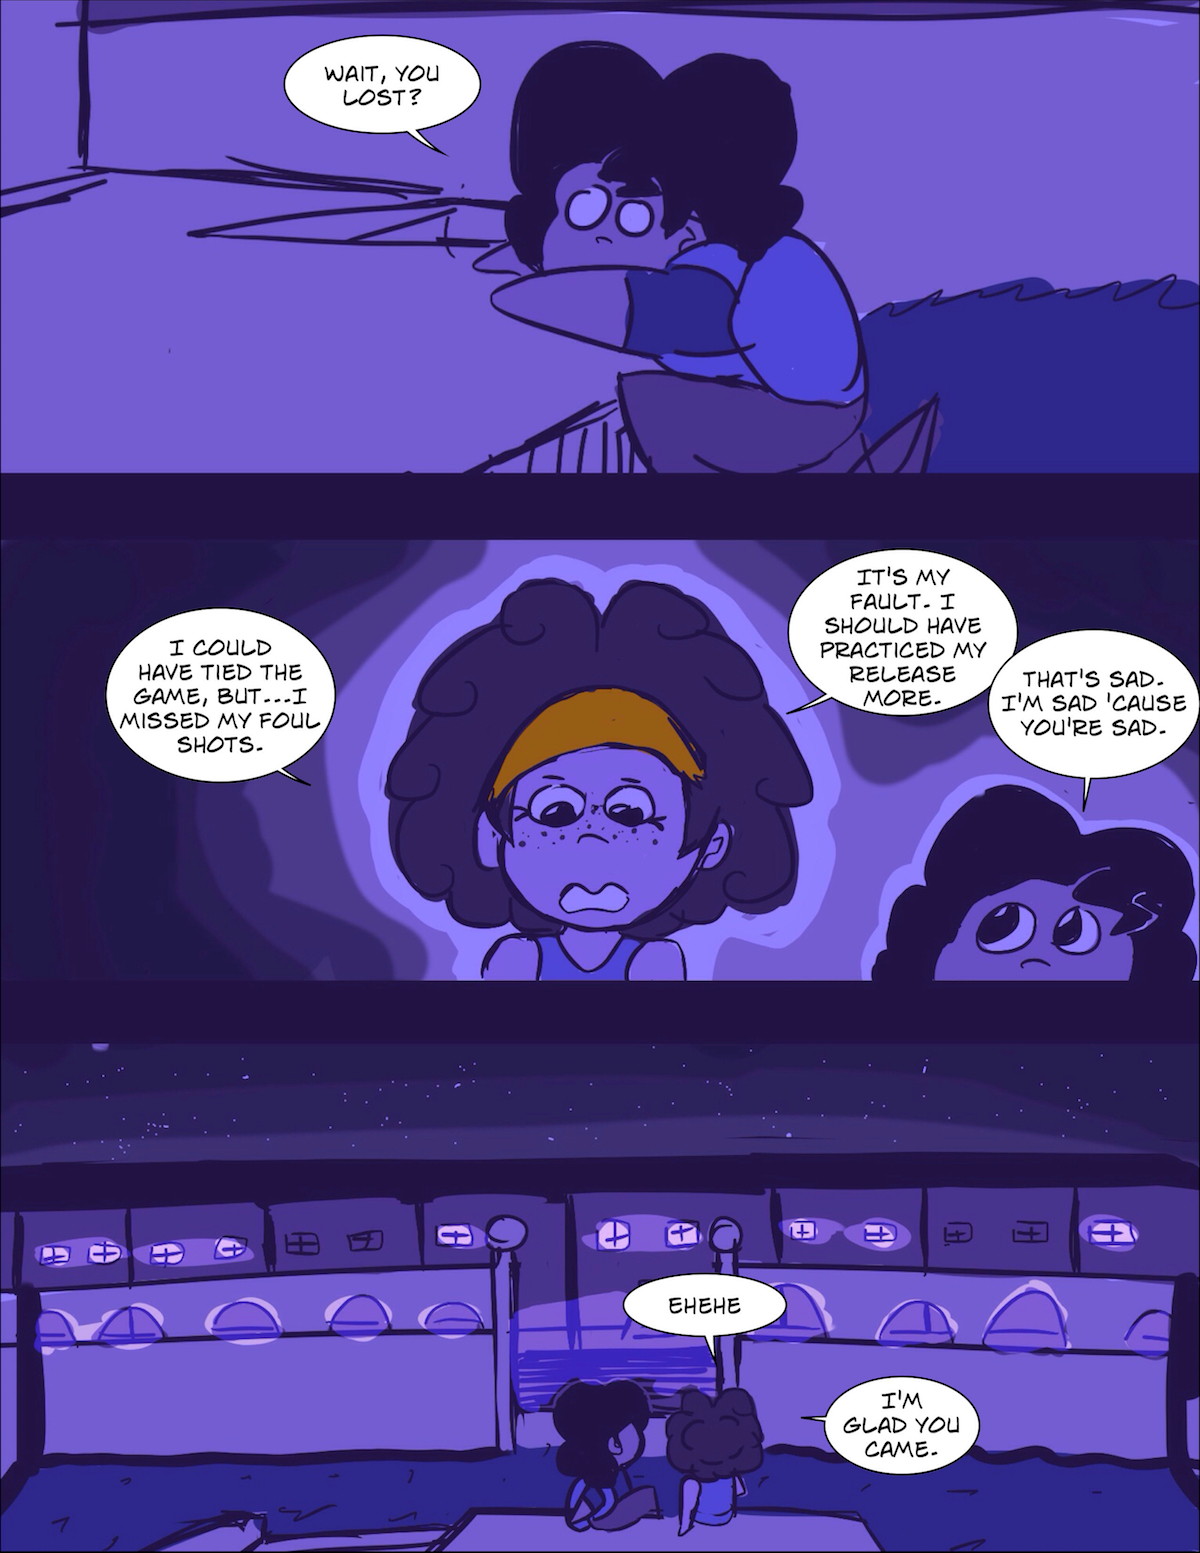 WAIT, YOU
LOST?
I COULD
HAVE TIED THE
GAME, BUT...I
MISSED MY FOUL
SHOTS.
IT'S MY
FAULT. I
SHOULD HAVE
PRACTICED MY
RELEASE
MORE.
THAT'S SAD.
I'M SAD 'CAUSE
YOU'RE SAD.
EHEHE
I'M
GLAD YOU
CAME.